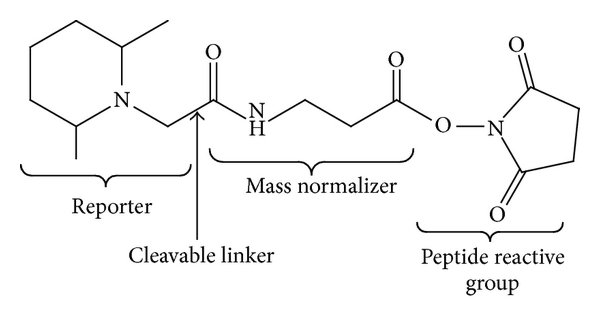 O
O
O
N
N
H
O
N
O
Reporter
Mass normalizer
Cleavable linker
Peptide reactive
group